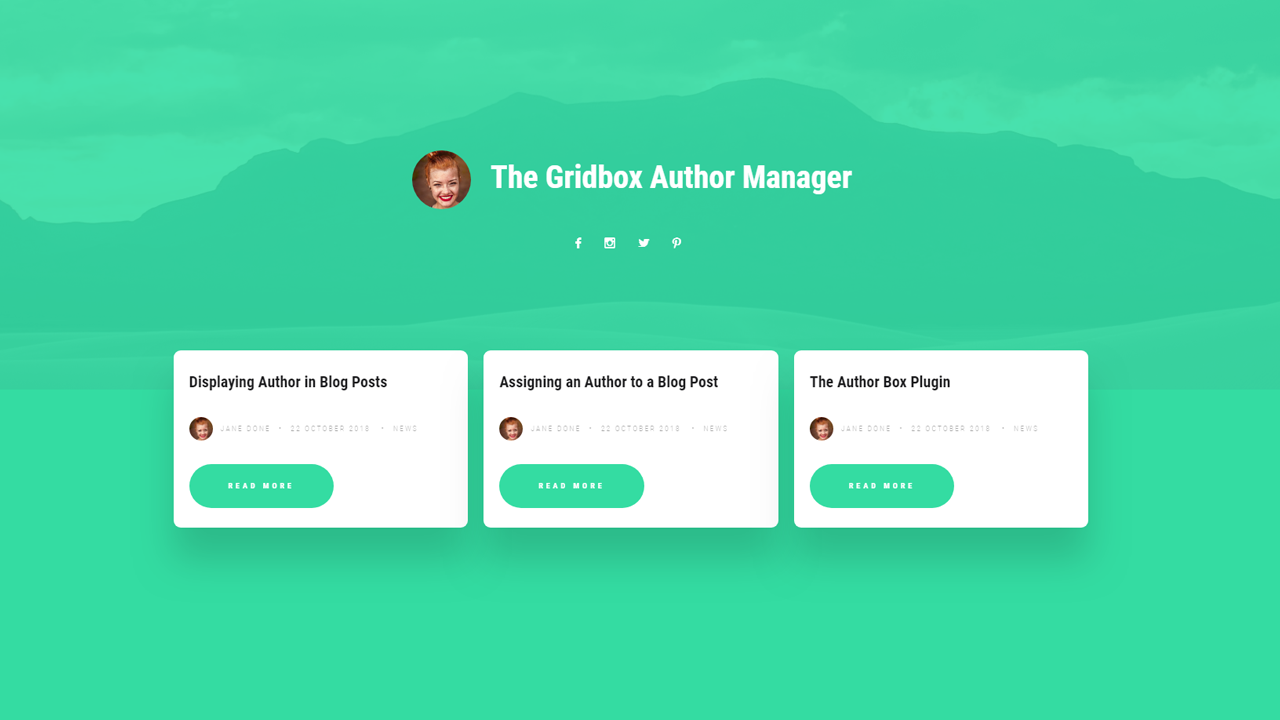 The Gridbox Author Manager
Displaying Author in Blog Posts
JANE DONE • 22 OCTOBER 2018 • NEWS
READ MORE
Assigning an Author to a Blog Post
JANE DONE • 22 OCTOBER 2018 • NEWS
READ MORE
The Author Box Plugin
JANE DONE • 22 OCTOBER 2018 • NEWS
READ MORE